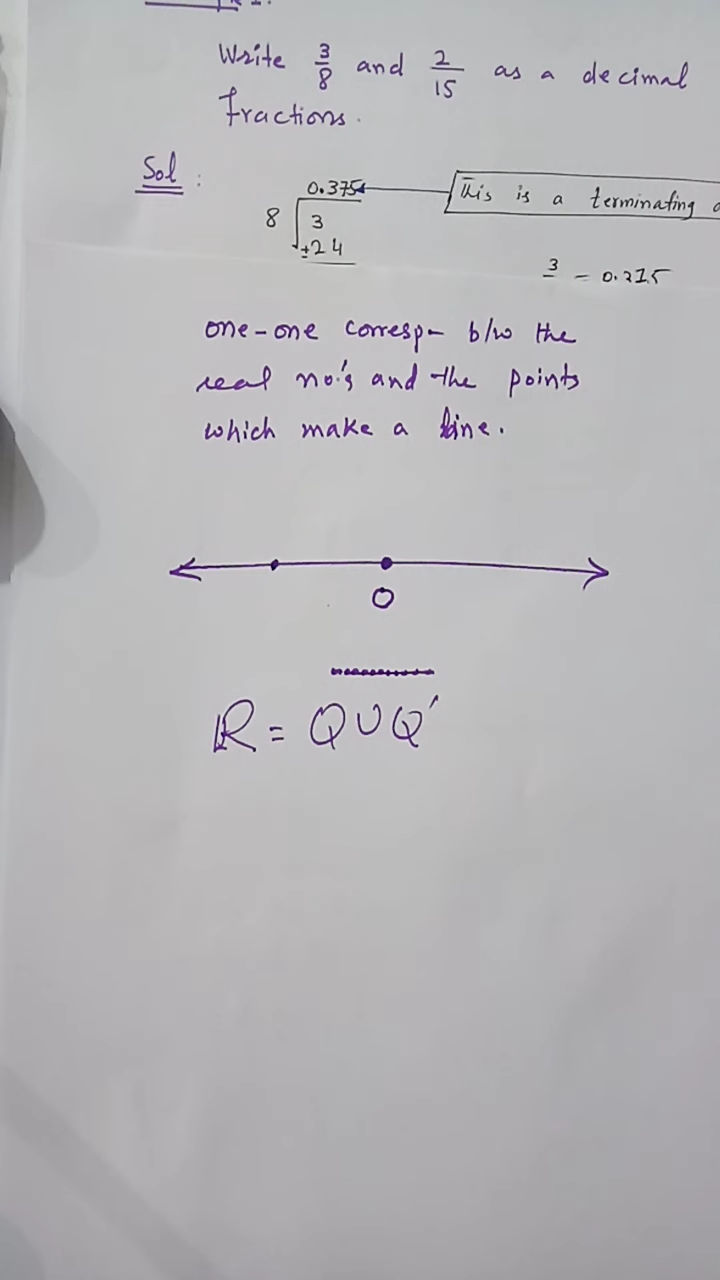 Write 3/8 and 2/15 as a decimal
fractions.
Sol :
0.375
This is a terminating
8 3
24
3 = 0.375
one-one corresp- b/w the
real no's and the points
which make a line.
0
R = Q ∪ Q'